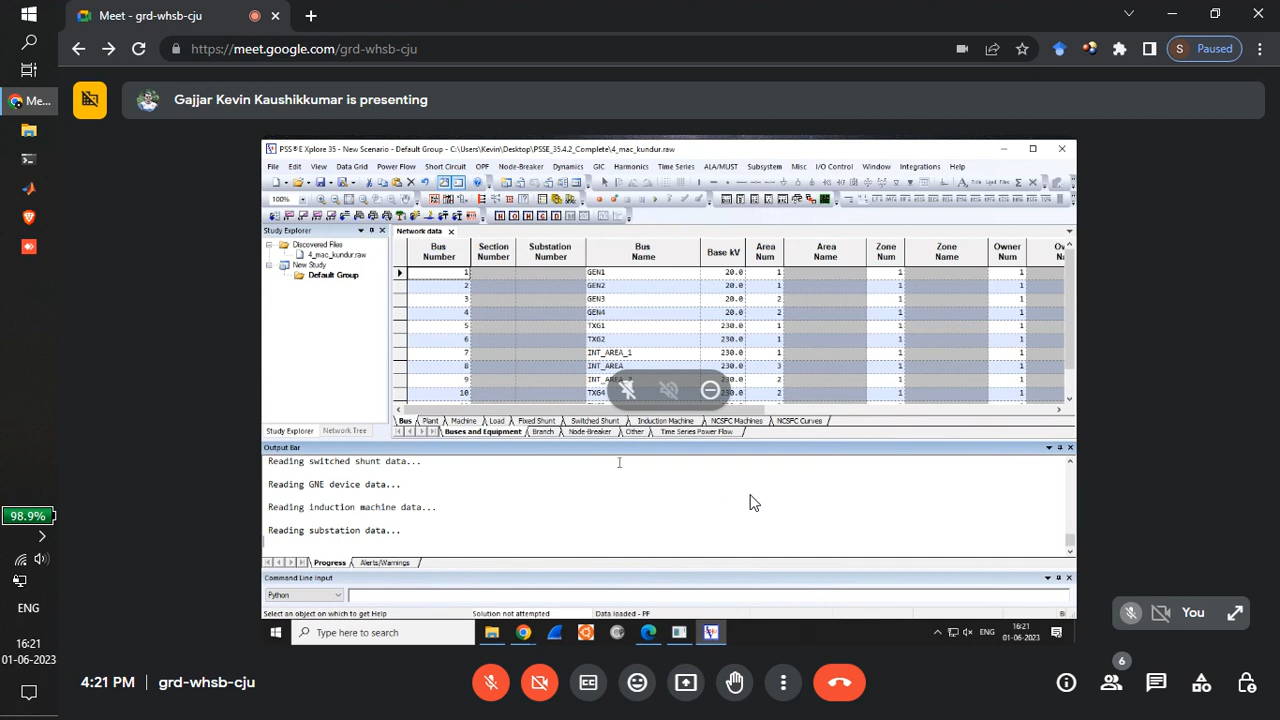 Meet - grd-whsb-cju
https://meet.google.com/grd-whsb-cju
S Paused
Me...
Gajjar Kevin Kaushikkumar is presenting
PSS®E Xplore 35 - New Scenario - Default Group - C:\Users\Kevin\Desktop\PSSE_35.4.2_Complete\4_mac_kundur.raw
File Edit View Data Grid Power Flow Short Circuit OPF Node-Breaker Dynamics GIC Harmonics Time Series ALA/MUST Subsystem Misc I/O Control Window Integrations Help
100%
Study Explorer
Network data
Discovered Files
4_mac_kundur.raw
New Study
Default Group
Bus Number Section Number Substation Number Bus Name Base kV Area Num Area Name Zone Num Zone Name Owner Num
1 GEN1 20.0 1 1 1
2 GEN2 20.0 1 1 1
3 GEN3 20.0 2 1 1
4 GEN4 20.0 2 1 1
5 TXG1 230.0 1 1 1
6 TXG2 230.0 1 1 1
7 INT_AREA_1 230.0 1 1 1
8 INT_AREA 230.0 3 1 1
9 230.0 2 1 1
10 TXG4 230.0 2 1 1
Bus Plant Machine Load Fixed Shunt Switched Shunt Induction Machine NCSFC Machines NCSFC Curves
Study Explorer Network Tree
Buses and Equipment Branch Node-Breaker Other Time Series Power Flow
Output Bar
Reading switched shunt data...
Reading GNE device data...
Reading induction machine data...
Reading substation data...
Progress Alerts/Warnings
Command Line Input
Python
Select an object on which to get Help Solution not attempted Data loaded - PF
Type here to search
ENG
16:21
01-06-2023
You
98.9%
ENG
16:21
01-06-2023
4:21 PM | grd-whsb-cju
6